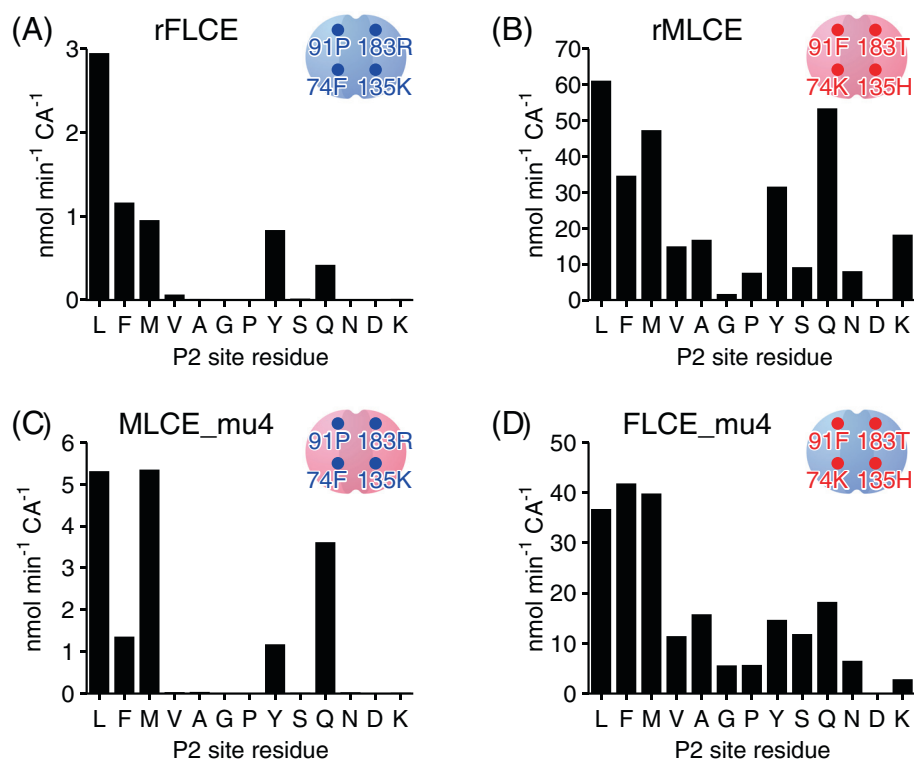 (A) rFLCE
91P 183R
74F 135K
nmol min-1 CA-1
3
2
1
0
L F M V A G P Y S Q N D K
P2 site residue
(B) rMLCE
91F 183T
74K 135H
nmol min-1 CA-1
70
60
50
40
30
20
10
0
L F M V A G P Y S Q N D K
P2 site residue
(C) MLCE_mu4
91P 183R
74F 135K
nmol min-1 CA-1
6
5
4
3
2
1
0
L F M V A G P Y S Q N D K
P2 site residue
(D) FLCE_mu4
91F 183T
74K 135H
nmol min-1 CA-1
50
40
30
20
10
0
L F M V A G P Y S Q N D K
P2 site residue